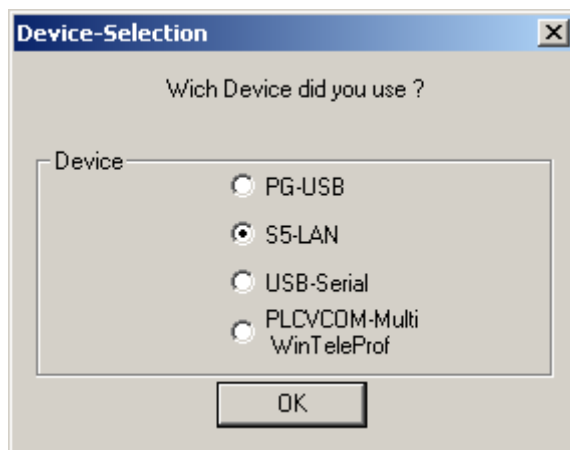 Device-Selection
Wich Device did you use ?
Device
PG-USB
S5-LAN
USB-Serial
PLCVCOM-Multi
WinTeleProf
OK